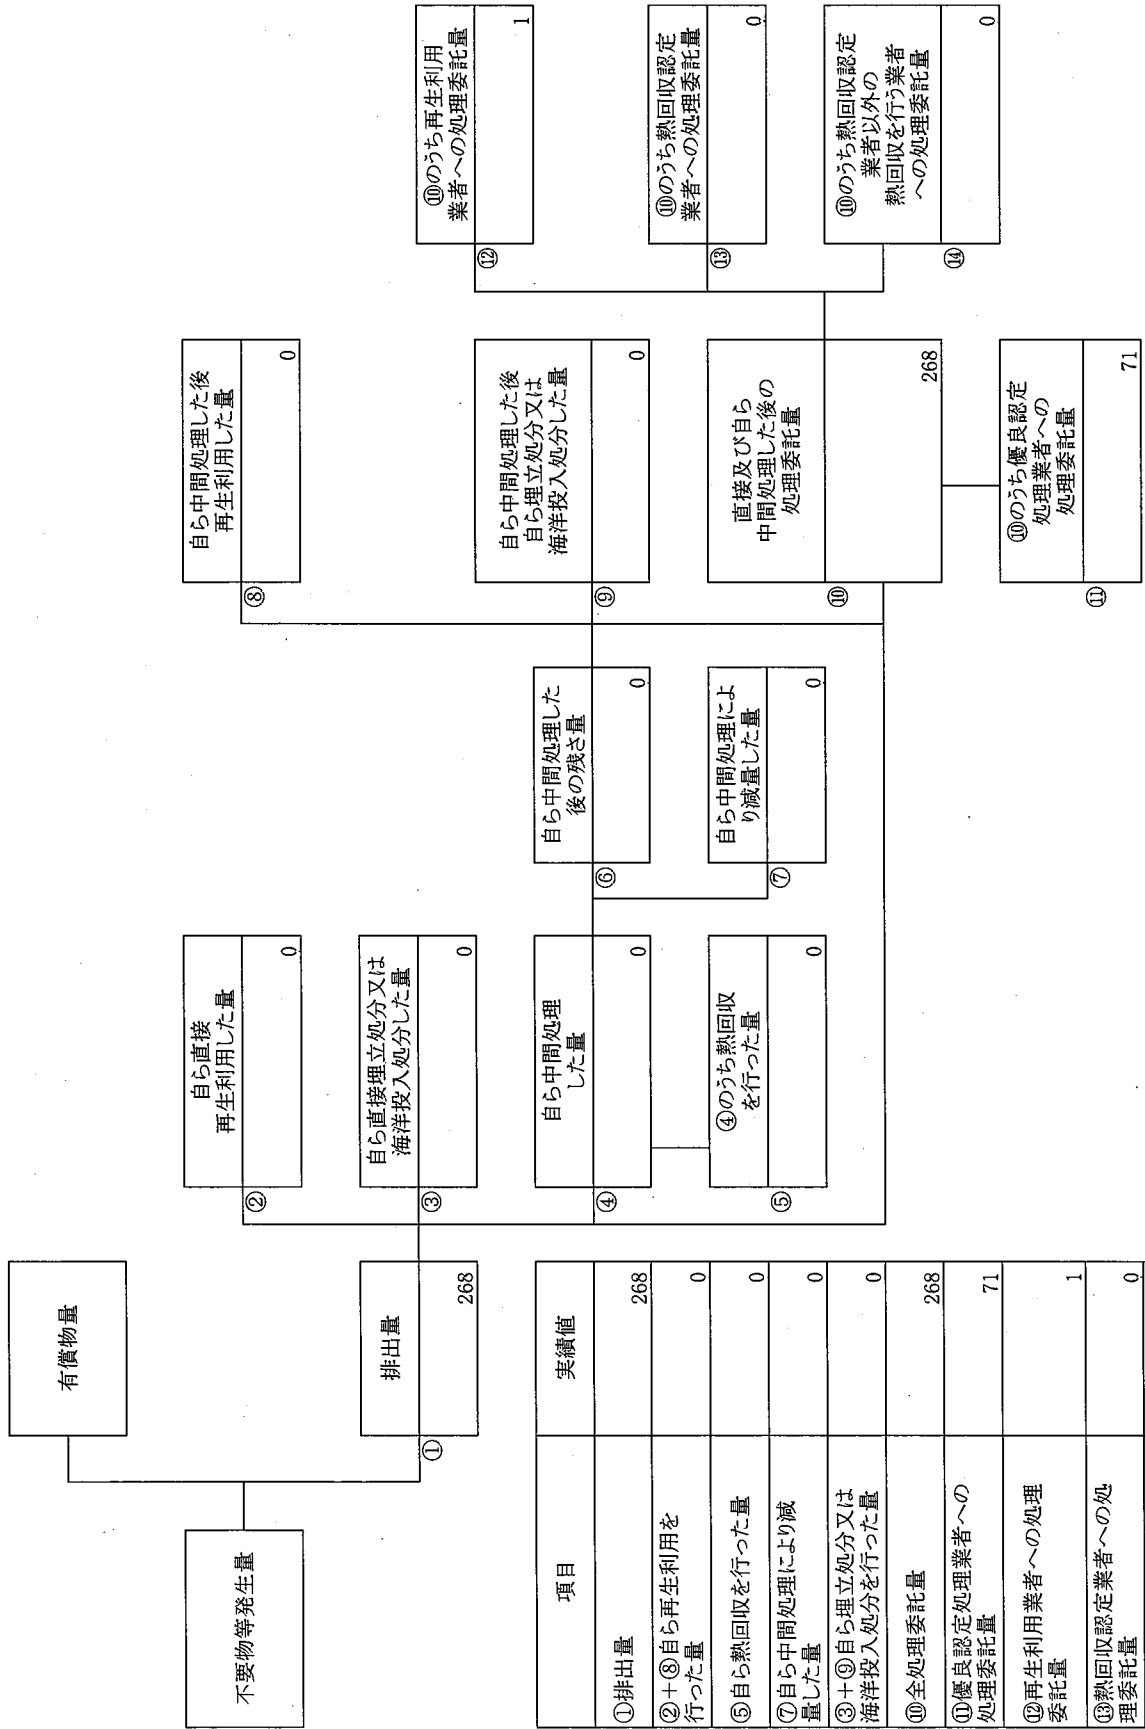 不要物等発生量
有償物量
①
排出量
268
②
自ら直接
再生利用した量
0
③
自ら直接埋立処分又は
海洋投入処分した量
0
④
自ら中間処理
した量
0
⑤
④のうち熱回収
を行った量
0
⑥
自ら中間処理した
後の残さ量
0
⑦
自ら中間処理によ
り減量した量
0
⑧
自ら中間処理した後
再生利用した量
0
⑨
自ら中間処理した後
自ら埋立処分又は
海洋投入処分した量
0
⑩
直接及び自ら
中間処理した後の
処理委託量
268
⑪
⑩のうち優良認定
処理業者への
処理委託量
71
⑫
⑩のうち再生利用
業者への処理委託量
1
⑬
⑩のうち熱回収認定
業者への処理委託量
0
⑭
⑩のうち熱回収認定
業者以外の
熱回収を行う業者
への処理委託量
0
項目 実績値
①排出量 268
②+⑧自ら再生利用を
行った量 0
⑤自ら熱回収を行った量 0
⑦自ら中間処理により減
量した量 0
③+⑨自ら埋立処分又は
海洋投入処分を行った量 0
⑩全処理委託量 268
⑪優良認定処理業者への
処理委託量 71
⑫再生利用業者への処理
委託量 1
⑬熱回収認定業者への処
理委託量 0